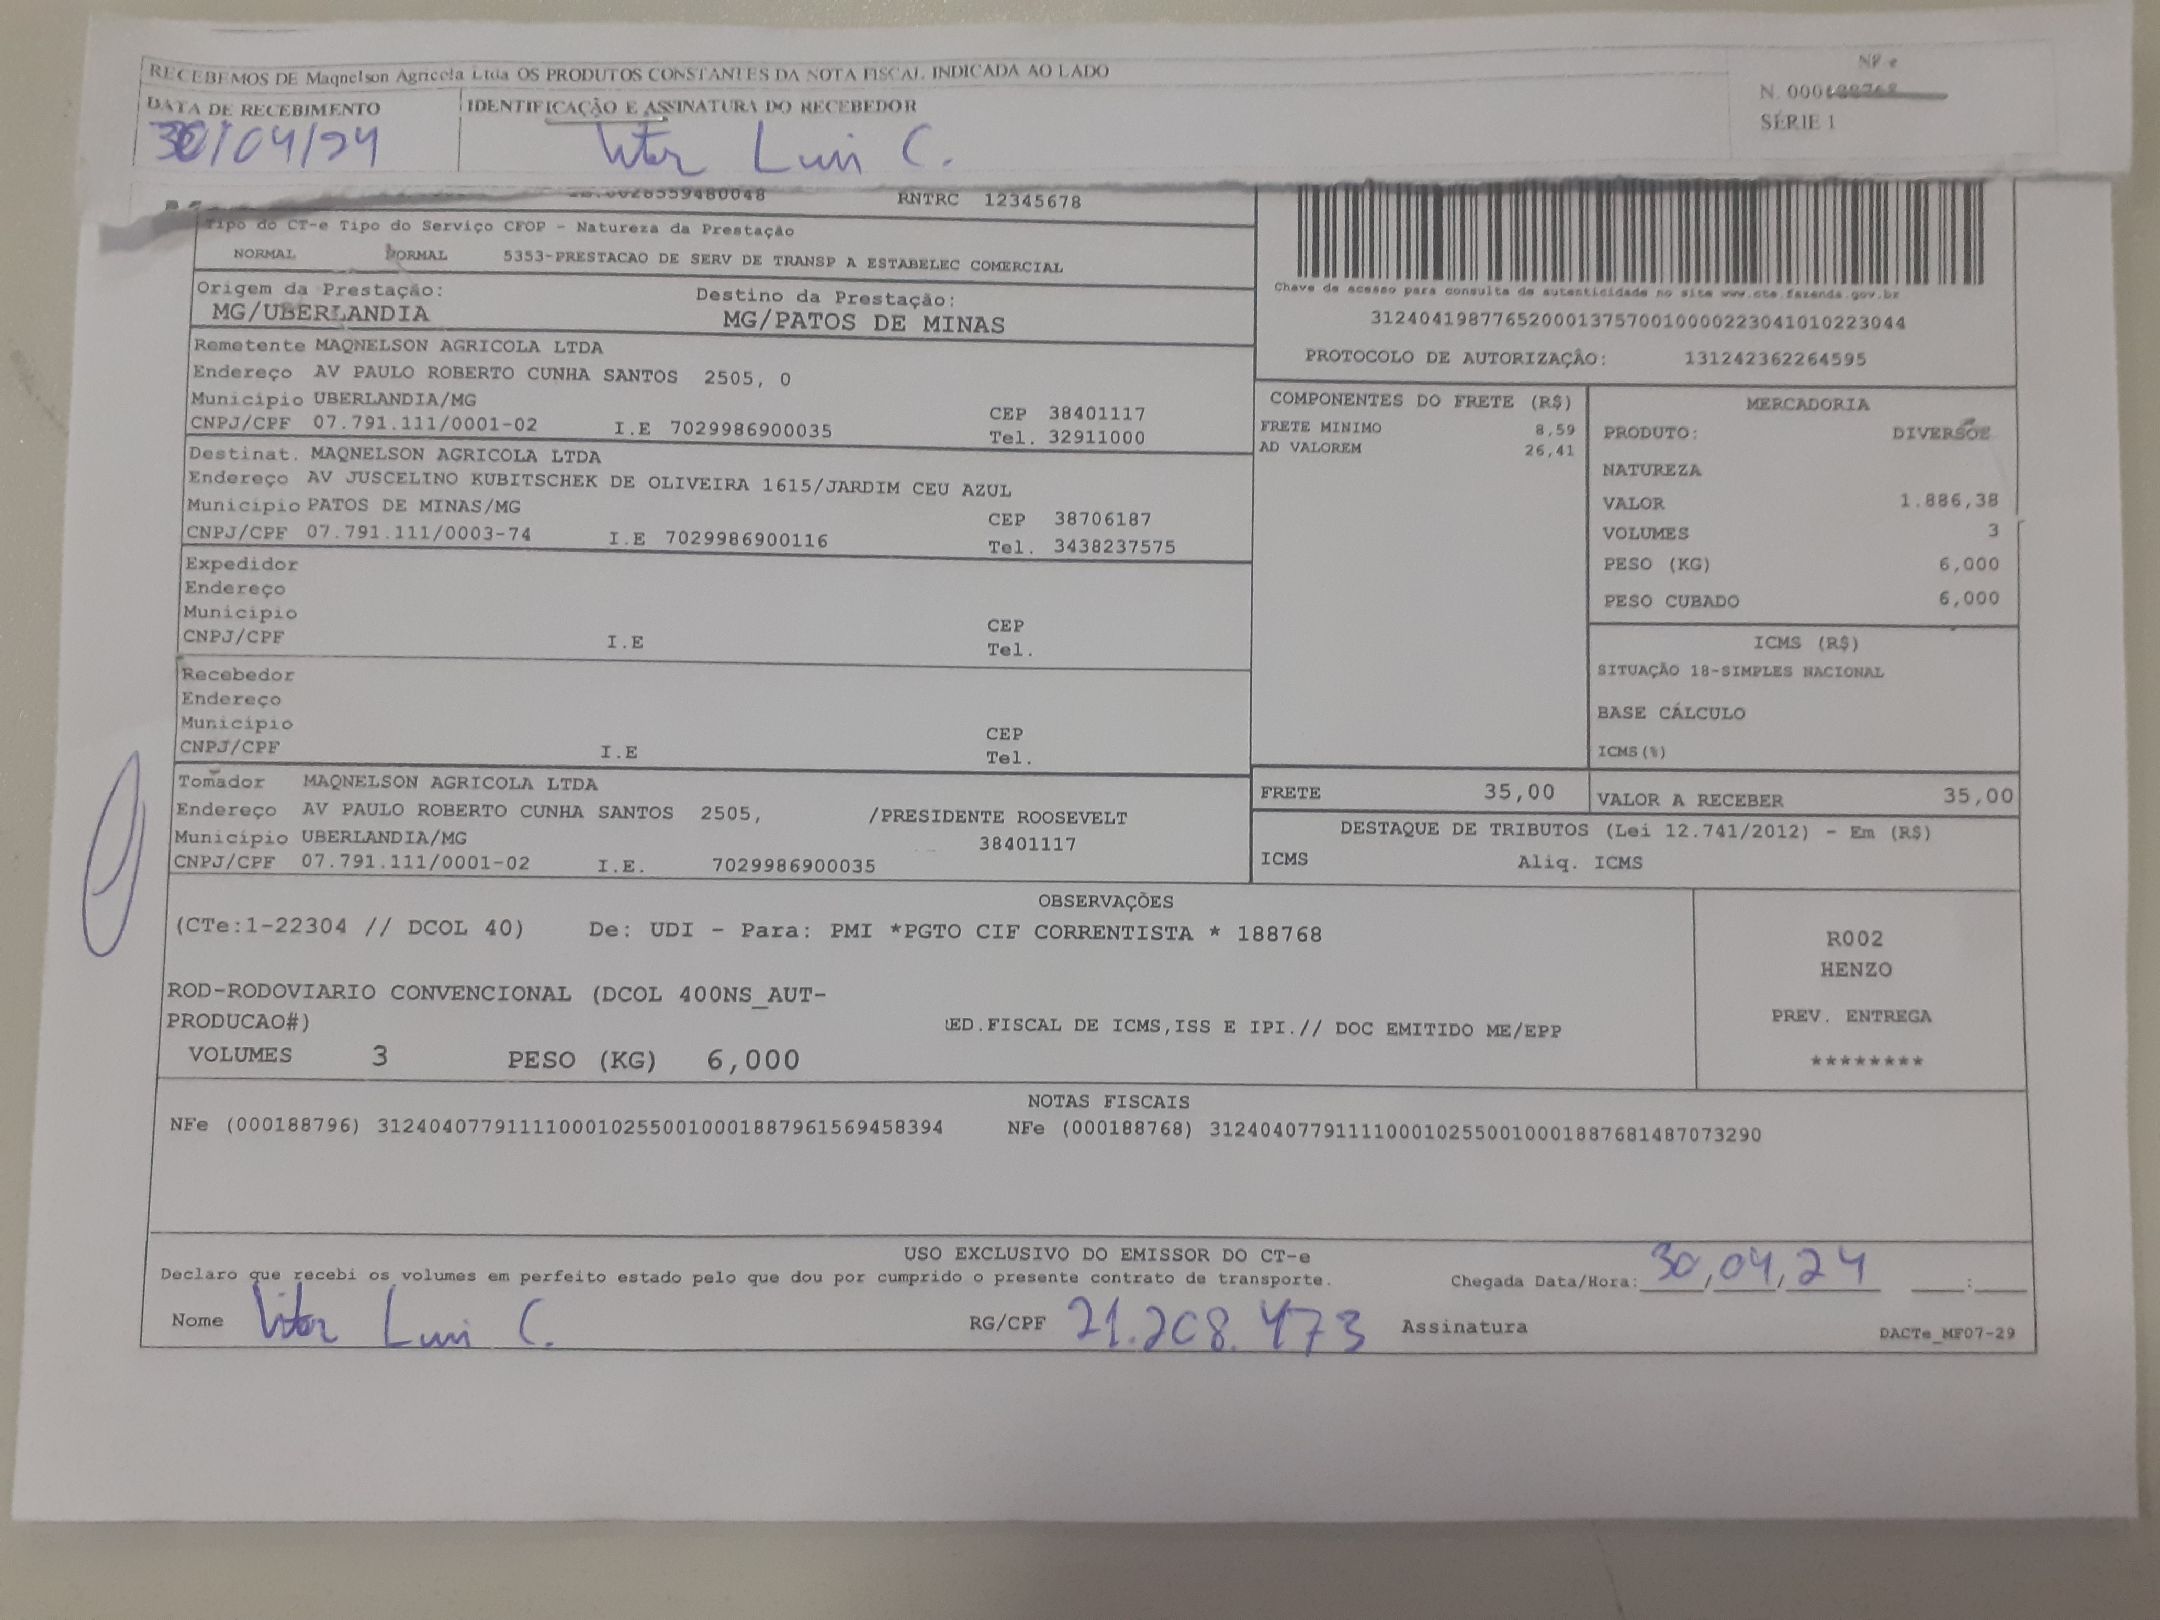 RECEBEMOS DE Maqnelson Agricola Ltda OS PRODUTOS CONSTANTES DA NOTA FISCAL INDICADA AO LADO
NF-e
N. 000188768
SÉRIE 1
DATA DE RECEBIMENTO
IDENTIFICAÇÃO E ASSINATURA DO RECEBEDOR
30/04/24
Vitor Luis C.
RNTRC 12345678
Tipo do CT-e Tipo do Serviço CFOP - Natureza da Prestação
NORMAL NORMAL 5353-PRESTACAO DE SERV DE TRANSP A ESTABELEC COMERCIAL
Origem da Prestação: Destino da Prestação:
MG/UBERLANDIA MG/PATOS DE MINAS
Chave de acesso para consulta de autenticidade no site www.cte.fazenda.gov.br
31240419877652000137570010000223041010223044
PROTOCOLO DE AUTORIZAÇÂO: 131242362264595
Remetente MAQNELSON AGRICOLA LTDA
Endereço AV PAULO ROBERTO CUNHA SANTOS 2505, 0
Municipio UBERLANDIA/MG CEP 38401117
CNPJ/CPF 07.791.111/0001-02 I.E 7029986900035 Tel. 32911000
Destinat. MAQNELSON AGRICOLA LTDA
Endereço AV JUSCELINO KUBITSCHEK DE OLIVEIRA 1615/JARDIM CEU AZUL
Municipio PATOS DE MINAS/MG CEP 38706187
CNPJ/CPF 07.791.111/0003-74 I.E 7029986900116 Tel. 3438237575
Expedidor
Endereço
Municipio CEP
CNPJ/CPF I.E Tel.
Recebedor
Endereço
Município CEP
CNPJ/CPF I.E Tel.
Tomador MAQNELSON AGRICOLA LTDA
Endereço AV PAULO ROBERTO CUNHA SANTOS 2505, /PRESIDENTE ROOSEVELT
Município UBERLANDIA/MG 38401117
CNPJ/CPF 07.791.111/0001-02 I.E. 7029986900035
COMPONENTES DO FRETE (R$)
FRETE MINIMO 8,59
AD VALOREM 26,41
MERCADORIA
PRODUTO: DIVERSOS
NATUREZA
VALOR 1.886,38
VOLUMES 3
PESO (KG) 6,000
PESO CUBADO 6,000
ICMS (R$)
SITUAÇÃO 18-SIMPLES NACIONAL
BASE CÁLCULO
ICMS(%)
FRETE 35,00 VALOR A RECEBER 35,00
DESTAQUE DE TRIBUTOS (Lei 12.741/2012) - Em (R$)
ICMS Aliq. ICMS
OBSERVAÇÕES
(CTe:1-22304 // DCOL 40) De: UDI - Para: PMI *PGTO CIF CORRENTISTA * 188768
ROD-RODOVIARIO CONVENCIONAL (DCOL 400NS_AUT-
PRODUCAO#) ED.FISCAL DE ICMS,ISS E IPI.// DOC EMITIDO ME/EPP
VOLUMES 3 PESO (KG) 6,000
R002
HENZO
PREV. ENTREGA
********
NOTAS FISCAIS
NFe (000188796) 31240407791111000102550010001887961569458394 NFe (000188768) 31240407791111000102550010001887681487073290
USO EXCLUSIVO DO EMISSOR DO CT-e
Declaro que recebi os volumes em perfeito estado pelo que dou por cumprido o presente contrato de transporte. Chegada Data/Hora: 30/04/24 :
Nome Vitor Luis C. RG/CPF 21.208.473 Assinatura DACTe_MF07-29